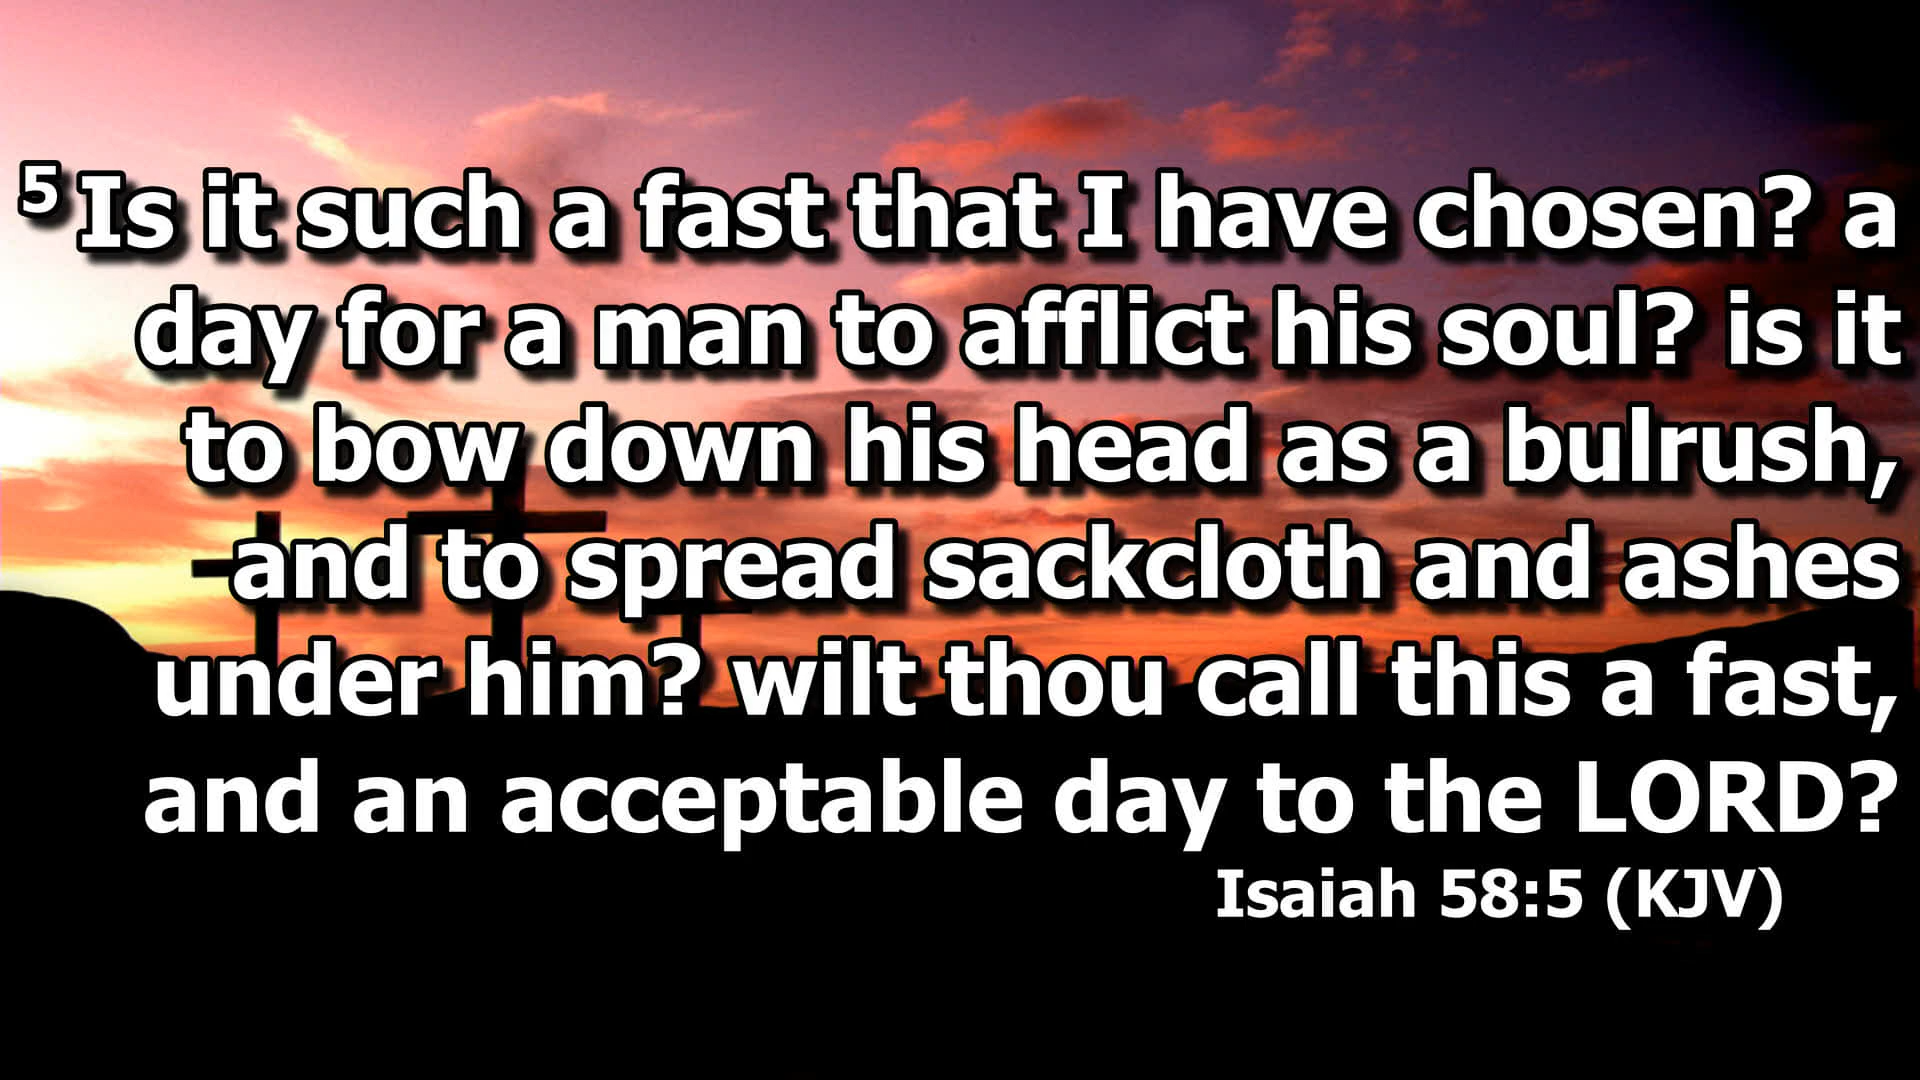 5 Is it such a fast that I have chosen? a
day for a man to afflict his soul? is it
to bow down his head as a bulrush,
and to spread sackcloth and ashes
under him? wilt thou call this a fast,
and an acceptable day to the LORD?
Isaiah 58:5 (KJV)